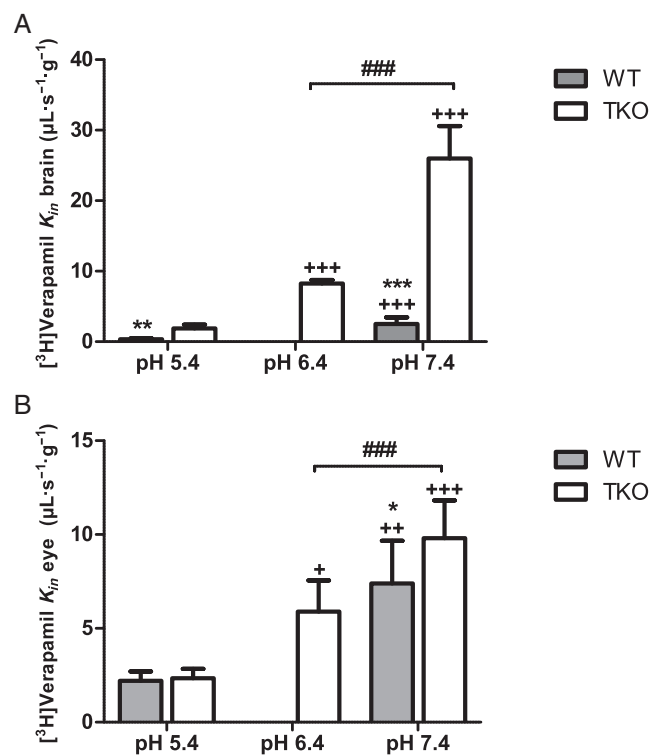 A
[³H]Verapamil Kin brain (µL·s⁻¹·g⁻¹)
40
30
20
10
0
###
+++
**
+++
***
+++
pH 5.4 pH 6.4 pH 7.4
WT
TKO
B
[³H]Verapamil Kin eye (µL·s⁻¹·g⁻¹)
15
10
5
0
###
+++
*
++
+
pH 5.4 pH 6.4 pH 7.4
WT
TKO